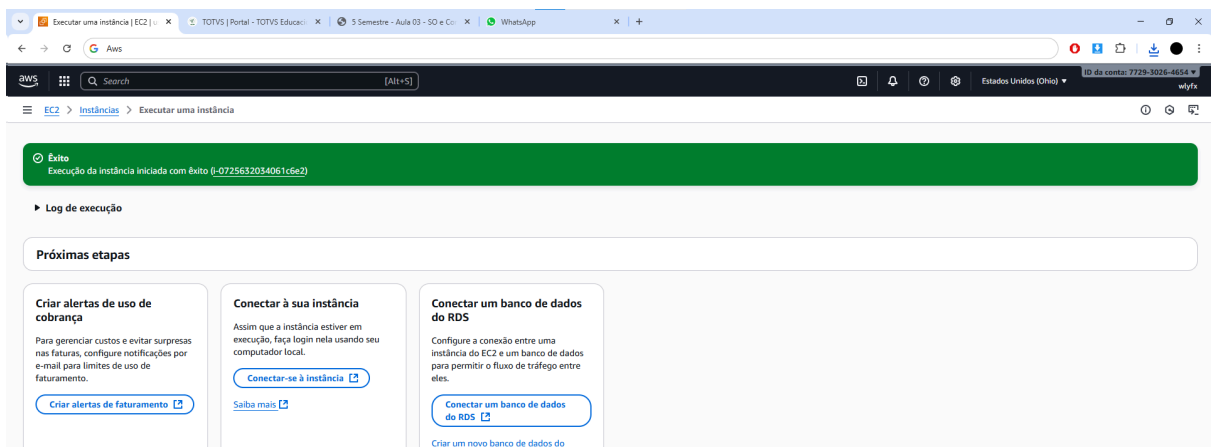 Executar uma instância | EC2 | u
TOTVS | Portal - TOTVS Educaci
5 Semestre - Aula 03 - SO e Co
WhatsApp
Aws
aws
Search
[Alt+S]
Estados Unidos (Ohio)
ID da conta: 7729-3026-4654
wlyfx
EC2 > Instâncias > Executar uma instância
Êxito
Execução da instância iniciada com êxito (i-0725632034061c6e2)
Log de execução
Próximas etapas
Criar alertas de uso de
cobrança
Para gerenciar custos e evitar surpresas
nas faturas, configure notificações por
e-mail para limites de uso de
faturamento.
Criar alertas de faturamento
Conectar à sua instância
Assim que a instância estiver em
execução, faça login nela usando seu
computador local.
Conectar-se à instância
Saiba mais
Conectar um banco de dados
do RDS
Configure a conexão entre uma
instância do EC2 e um banco de dados
para permitir o fluxo de tráfego entre
eles.
Conectar um banco de dados
do RDS
Criar um novo banco de dados do